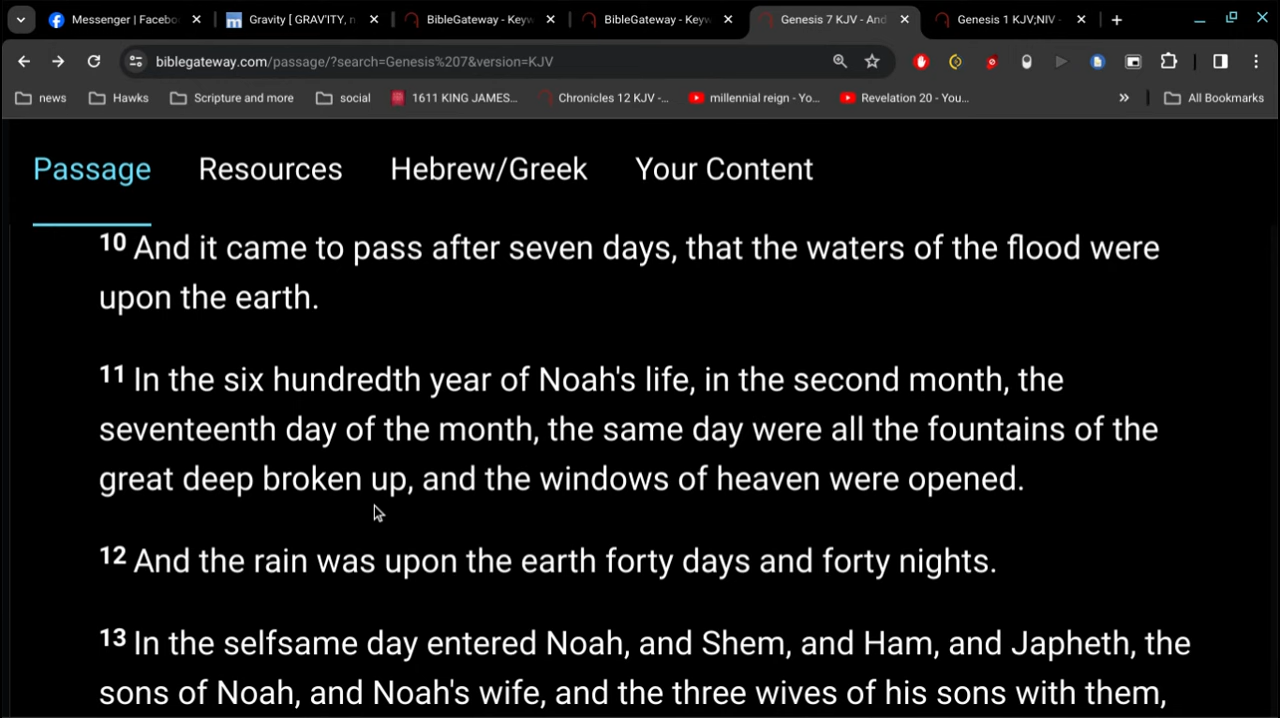 Messenger | Facebo
Gravity [ GRAV'ITY, n
BibleGateway - Keyw
BibleGateway - Keyw
Genesis 7 KJV - And
Genesis 1 KJV;NIV -
biblegateway.com/passage/?search=Genesis%207&version=KJV
news
Hawks
Scripture and more
social
1611 KING JAMES...
Chronicles 12 KJV -...
millennial reign - Yo...
Revelation 20 - You...
All Bookmarks
Passage
Resources
Hebrew/Greek
Your Content
10 And it came to pass after seven days, that the waters of the flood were
upon the earth.
11 In the six hundredth year of Noah's life, in the second month, the
seventeenth day of the month, the same day were all the fountains of the
great deep broken up, and the windows of heaven were opened.
12 And the rain was upon the earth forty days and forty nights.
13 In the selfsame day entered Noah, and Shem, and Ham, and Japheth, the
sons of Noah, and Noah's wife, and the three wives of his sons with them,